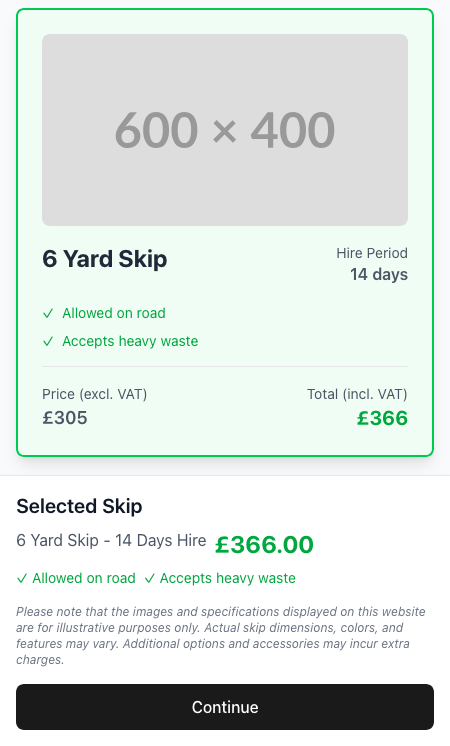 600 × 400
6 Yard Skip
Hire Period
14 days
✓ Allowed on road
✓ Accepts heavy waste
Price (excl. VAT)
£305
Total (incl. VAT)
£366
Selected Skip
6 Yard Skip - 14 Days Hire £366.00
✓ Allowed on road ✓ Accepts heavy waste
Please note that the images and specifications displayed on this website
are for illustrative purposes only. Actual skip dimensions, colors, and
features may vary. Additional options and accessories may incur extra
charges.
Continue